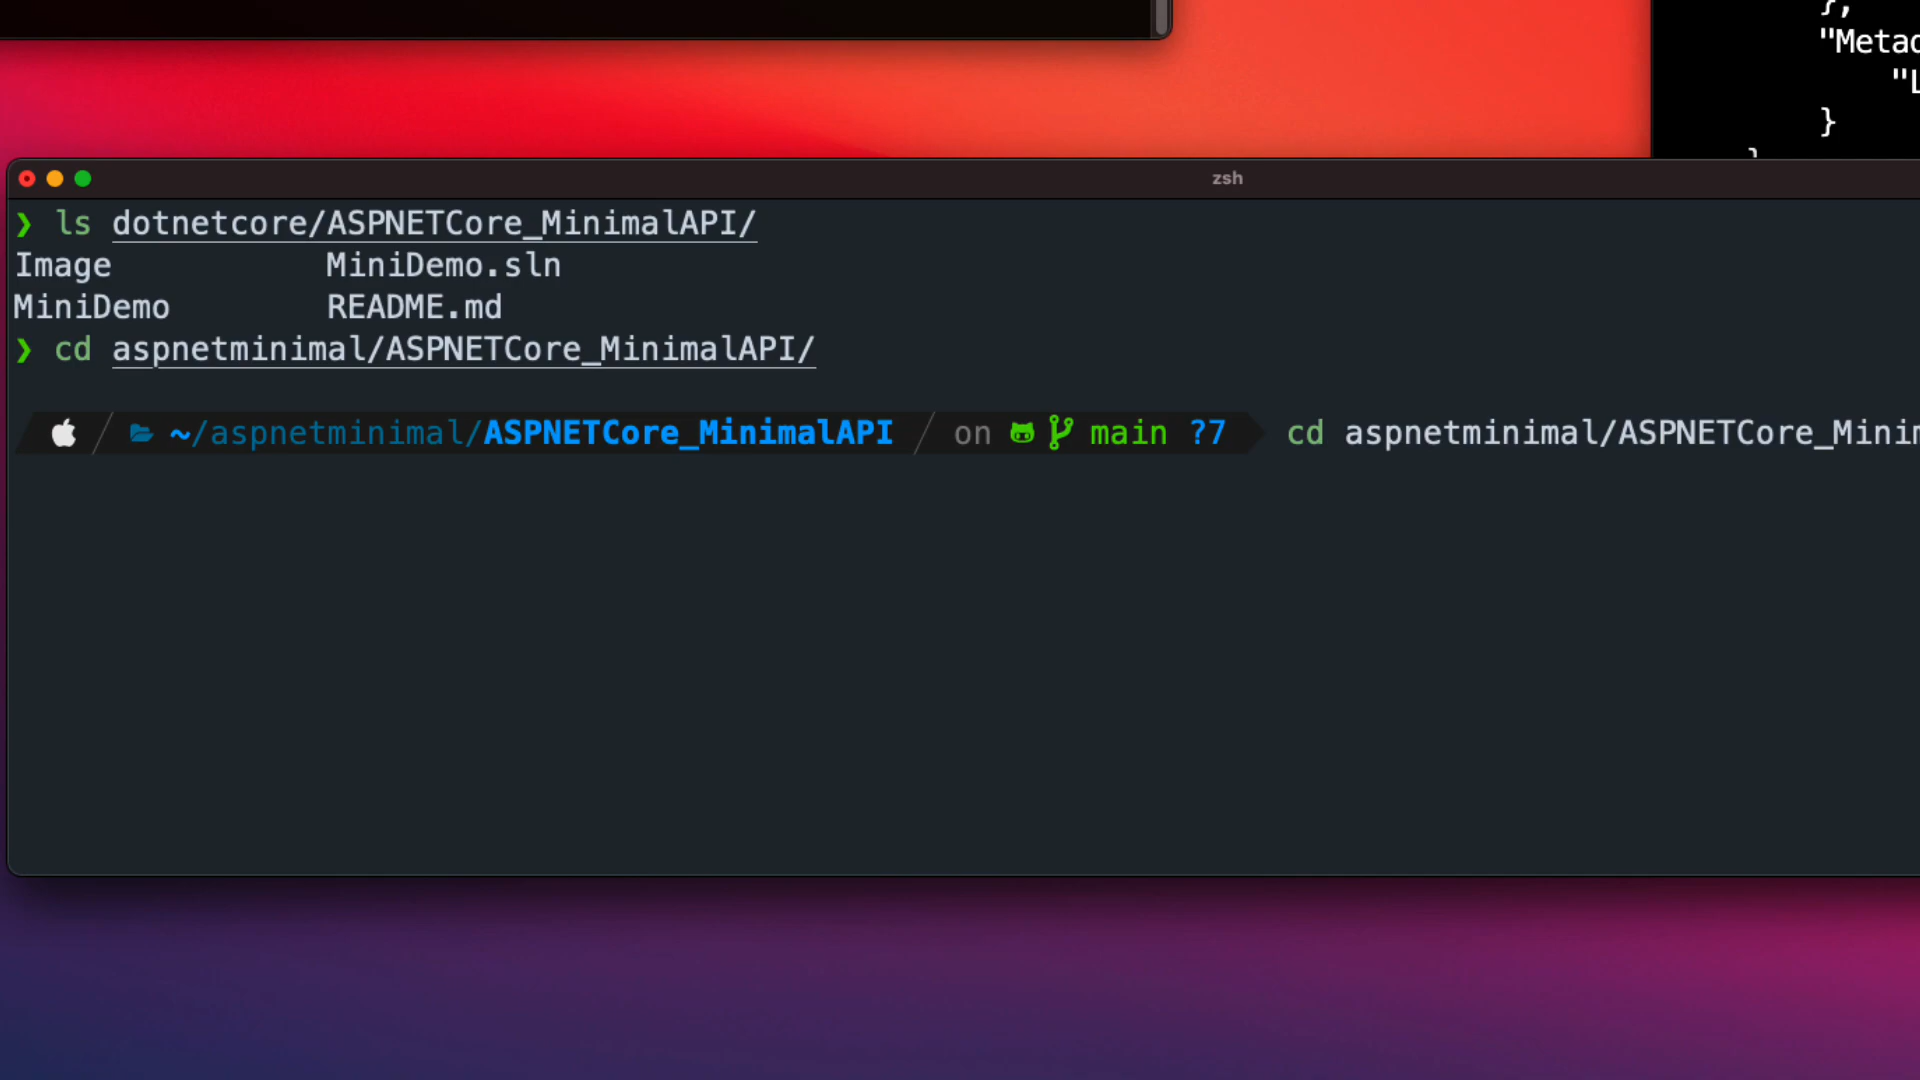 },
"Metad
"L
}
zsh
❯ ls dotnetcore/ASPNETCore_MinimalAPI/
Image MiniDemo.sln
MiniDemo README.md
❯ cd aspnetminimal/ASPNETCore_MinimalAPI/
~/aspnetminimal/ASPNETCore_MinimalAPI on main ?7 cd aspnetminimal/ASPNETCore_Minim